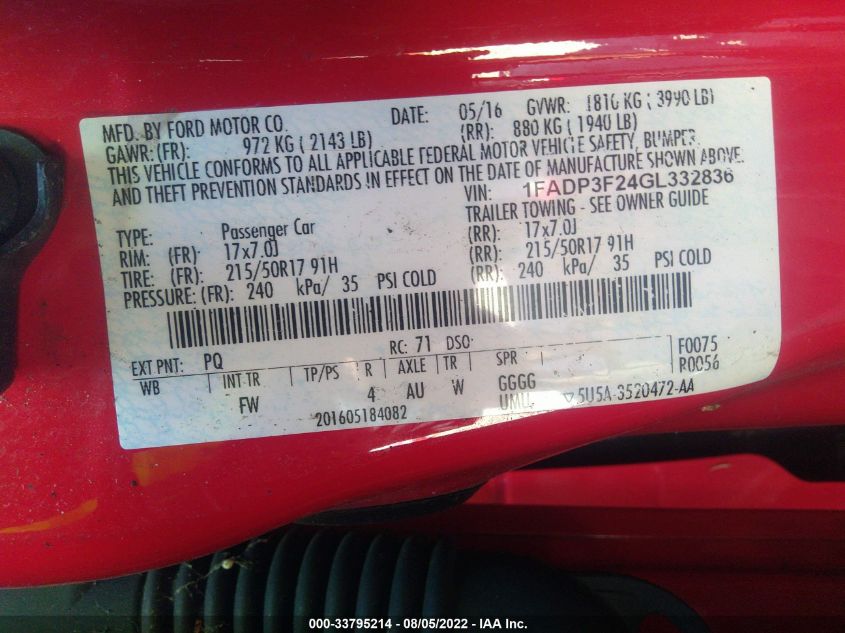 MFD. BY FORD MOTOR CO. DATE: 05/16 GVWR: 1810 KG ( 3990 LB)
GAWR: (FR): 972 KG ( 2143 LB) (RR): 880 KG ( 1940 LB)
THIS VEHICLE CONFORMS TO ALL APPLICABLE FEDERAL MOTOR VEHICLE SAFETY, BUMPER,
AND THEFT PREVENTION STANDARDS IN EFFECT ON THE DATE OF MANUFACTURE SHOWN ABOVE.
VIN: 1FADP3F24GL332836
TYPE: Passenger Car TRAILER TOWING - SEE OWNER GUIDE
RIM: (FR): 17x7.0J (RR): 17x7.0J
TIRE: (FR): 215/50R17 91H (RR): 215/50R17 91H
PRESSURE: (FR): 240 kPa/ 35 PSI COLD (RR): 240 kPa/ 35 PSI COLD
EXT PNT: PQ RC: 71 DSO: F0075
WB INT TR TP/PS R AXLE TR SPR R0056
FW 4 AU W GGGG
201605184082 UMIL ▽5U5A-3520472-AA
000-33795214 - 08/05/2022 - IAA Inc.